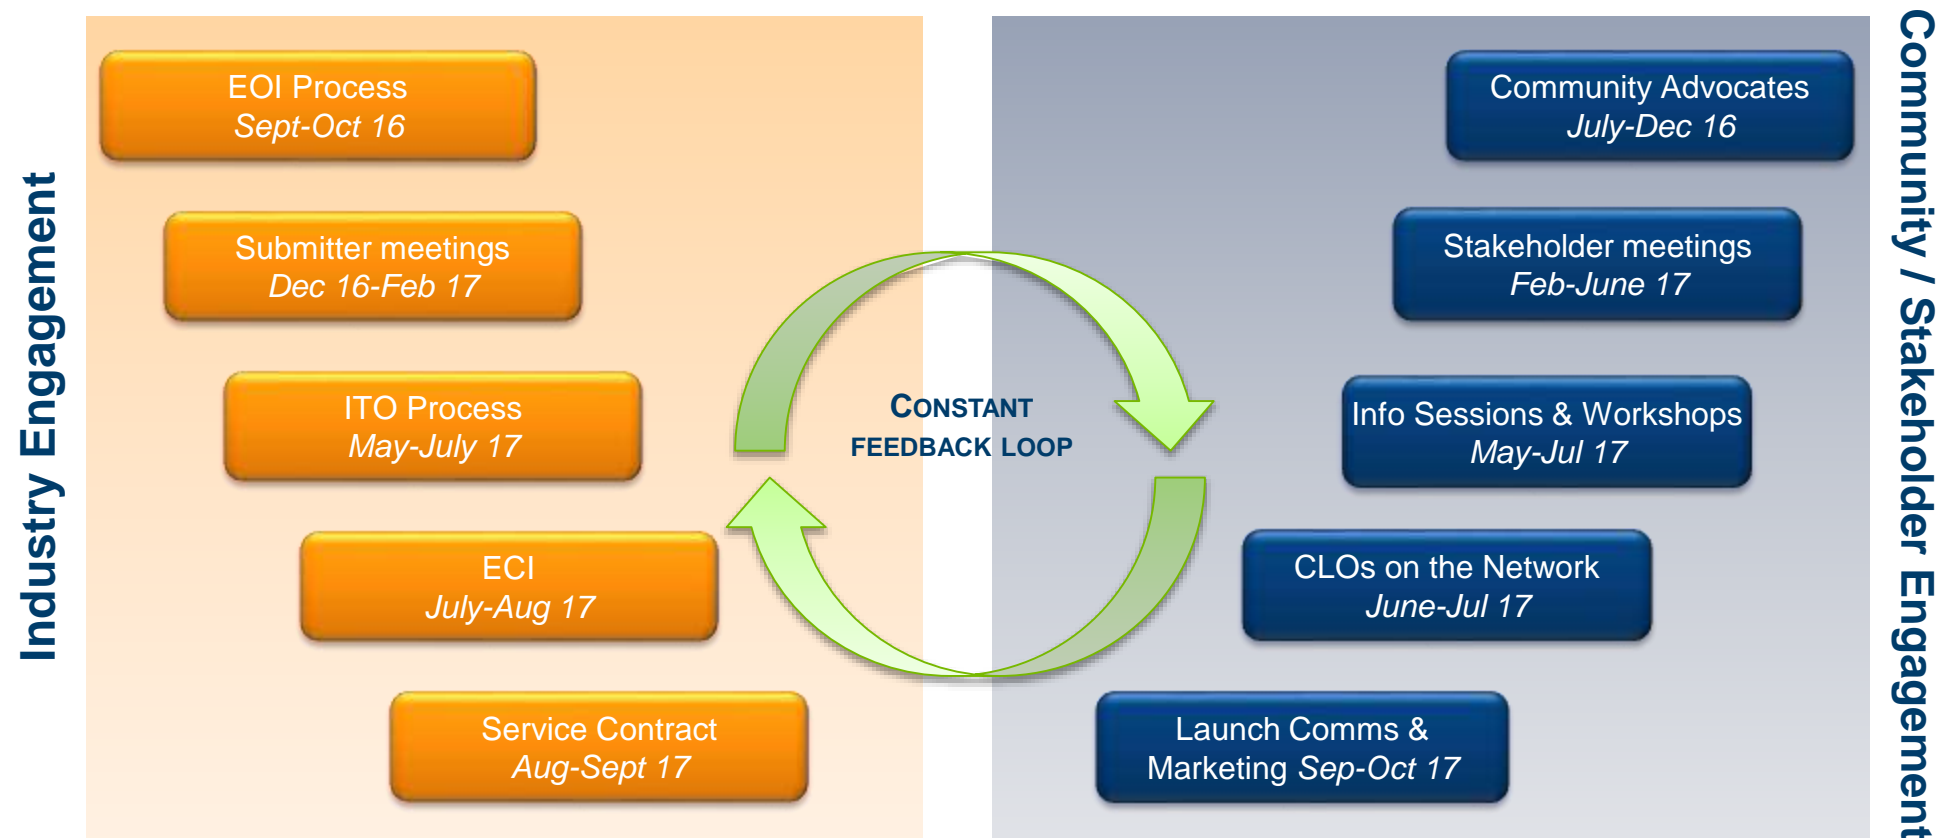 Industry Engagement
EOI Process
Sept-Oct 16
Submitter meetings
Dec 16-Feb 17
ITO Process
May-July 17
ECI
July-Aug 17
Service Contract
Aug-Sept 17
CONSTANT
FEEDBACK LOOP
Community Advocates
July-Dec 16
Stakeholder meetings
Feb-June 17
Info Sessions & Workshops
May-Jul 17
CLOs on the Network
June-Jul 17
Launch Comms &
Marketing Sep-Oct 17
Community / Stakeholder Engagement